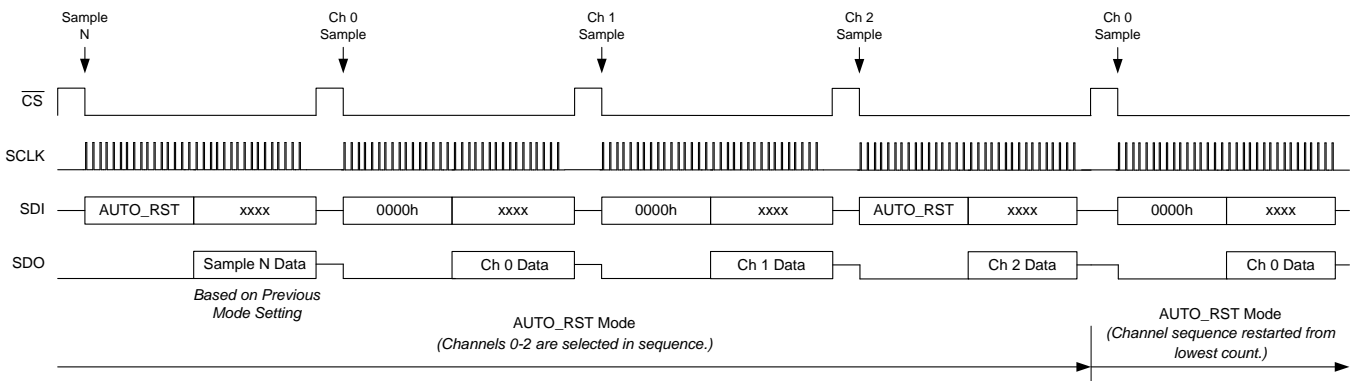 Sample
N
Ch 0
Sample
Ch 1
Sample
Ch 2
Sample
Ch 0
Sample
CS
SCLK
SDI
AUTO_RST
xxxx
0000h
xxxx
0000h
xxxx
AUTO_RST
xxxx
0000h
xxxx
SDO
Sample N Data
Ch 0 Data
Ch 1 Data
Ch 2 Data
Ch 0 Data
Based on Previous
Mode Setting
AUTO_RST Mode
(Channels 0-2 are selected in sequence.)
AUTO_RST Mode
(Channel sequence restarted from
lowest count.)